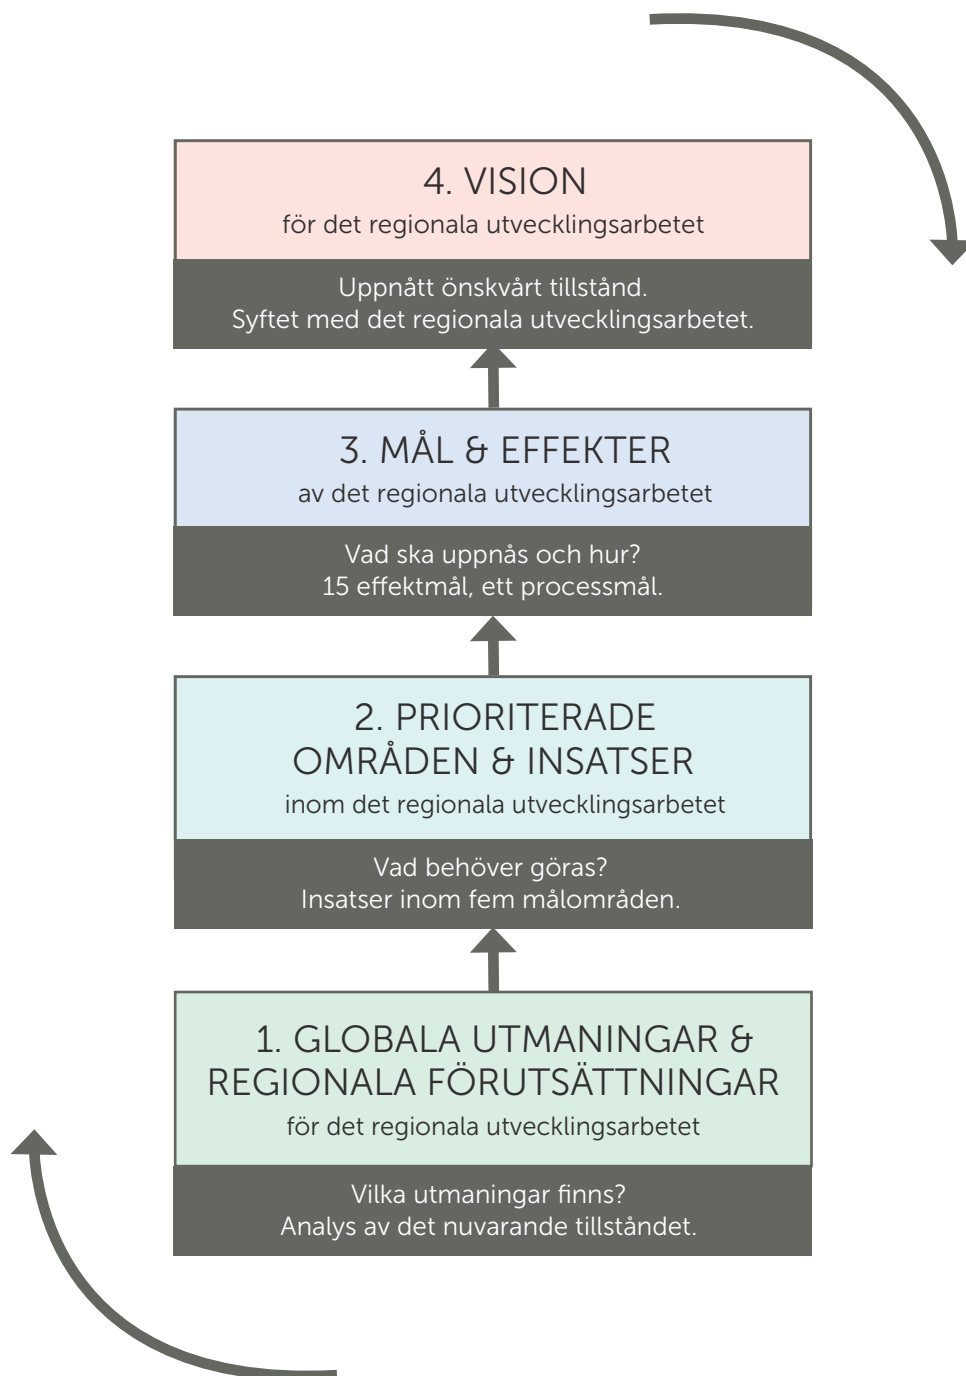 4. VISION
för det regionala utvecklingsarbetet
Uppnått önskvärt tillstånd.
Syftet med det regionala utvecklingsarbetet.
3. MÅL & EFFEKTER
av det regionala utvecklingsarbetet
Vad ska uppnås och hur?
15 effektmål, ett processmål.
2. PRIORITERADE
OMRÅDEN & INSATSER
inom det regionala utvecklingsarbetet
Vad behöver göras?
Insatser inom fem målområden.
1. GLOBALA UTMANINGAR &
REGIONALA FÖRUTSÄTTNINGAR
för det regionala utvecklingsarbetet
Vilka utmaningar finns?
Analys av det nuvarande tillståndet.